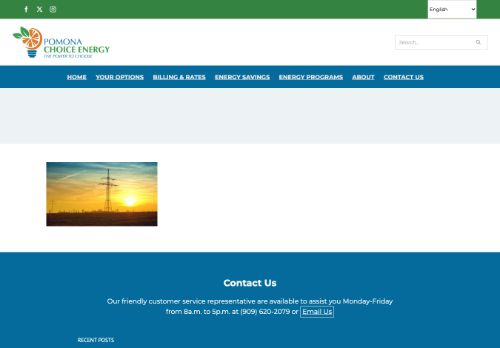 English
POMONA
CHOICE ENERGY
THE POWER TO CHOOSE
Search...
HOME YOUR OPTIONS BILLING & RATES ENERGY SAVINGS ENERGY PROGRAMS ABOUT CONTACT US
Contact Us
Our friendly customer service representative are available to assist you Monday-Friday
from 8a.m. to 5p.m. at (909) 620-2079 or Email Us
RECENT POSTS